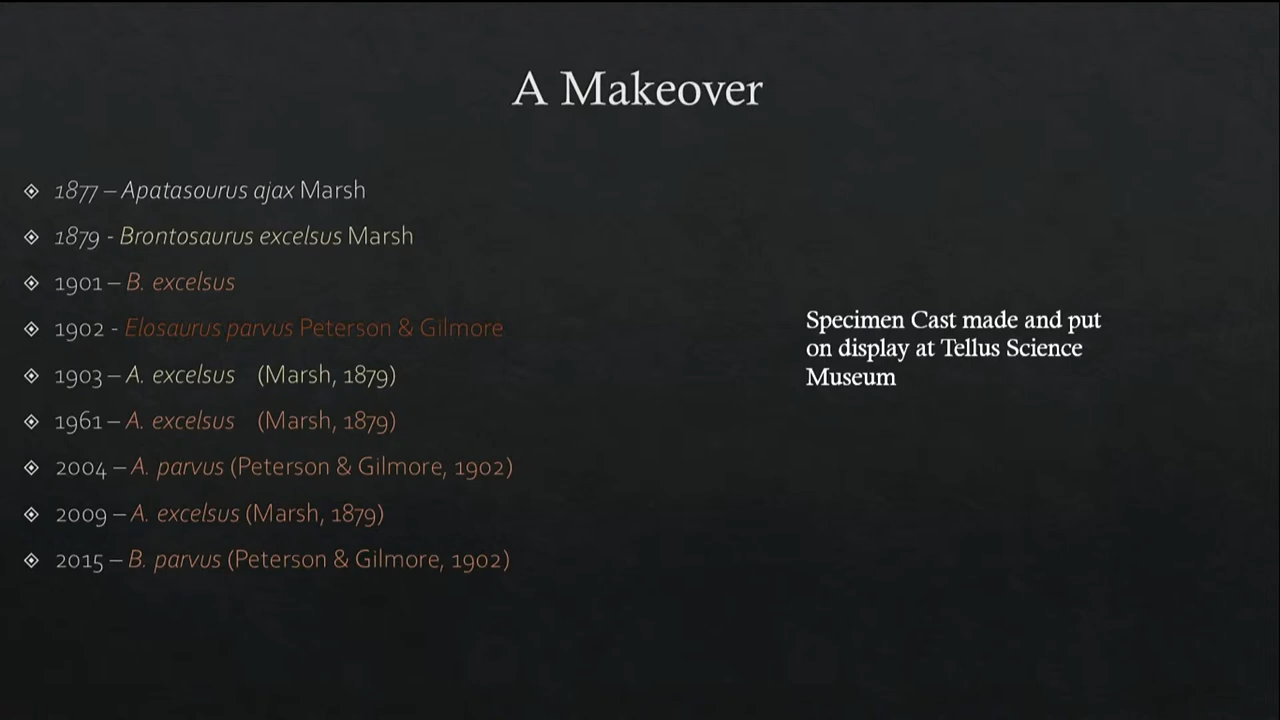 A Makeover
1877 – Apatasourus ajax Marsh
1879 - Brontosaurus excelsus Marsh
1901 – B. excelsus
1902 - Elosaurus parvus Peterson & Gilmore
1903 – A. excelsus (Marsh, 1879)
1961 – A. excelsus (Marsh, 1879)
2004 – A. parvus (Peterson & Gilmore, 1902)
2009 – A. excelsus (Marsh, 1879)
2015 – B. parvus (Peterson & Gilmore, 1902)
Specimen Cast made and put
on display at Tellus Science
Museum